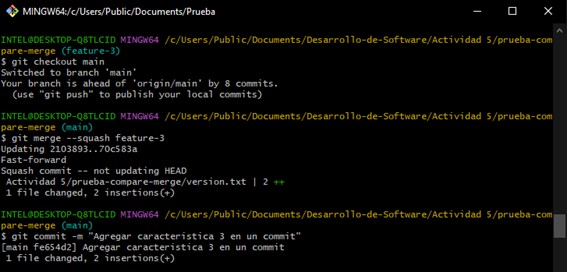 MINGW64:/c/Users/Public/Documents/Prueba
INTEL@DESKTOP-Q8TLCID MINGW64 /c/Users/Public/Documents/Desarrollo-de-Software/Actividad 5/prueba-com
pare-merge (feature-3)
$ git checkout main
Switched to branch 'main'
Your branch is ahead of 'origin/main' by 8 commits.
  (use "git push" to publish your local commits)
INTEL@DESKTOP-Q8TLCID MINGW64 /c/Users/Public/Documents/Desarrollo-de-Software/Actividad 5/prueba-com
pare-merge (main)
$ git merge --squash feature-3
Updating 2103893..70c583a
Fast-forward
Squash commit -- not updating HEAD
 Actividad 5/prueba-compare-merge/version.txt | 2 ++
 1 file changed, 2 insertions(+)
INTEL@DESKTOP-Q8TLCID MINGW64 /c/Users/Public/Documents/Desarrollo-de-Software/Actividad 5/prueba-com
pare-merge (main)
$ git commit -m "Agregar caracteristica 3 en un commit"
[main fe654d2] Agregar caracteristica 3 en un commit
 1 file changed, 2 insertions(+)